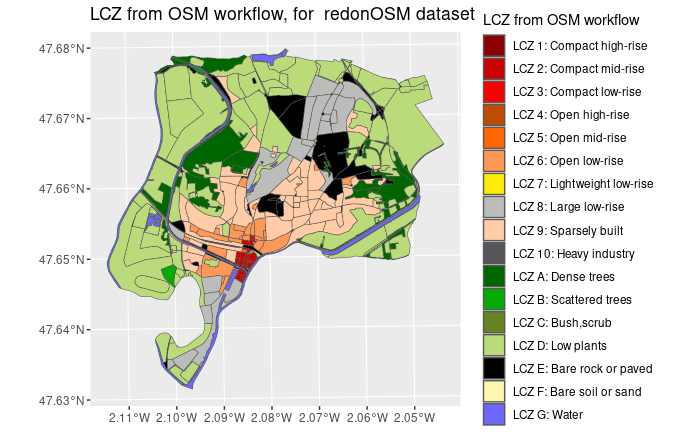 LCZ from OSM workflow, for  redonOSM dataset
LCZ from OSM workflow
LCZ 1: Compact high-rise
LCZ 2: Compact mid-rise
LCZ 3: Compact low-rise
LCZ 4: Open high-rise
LCZ 5: Open mid-rise
LCZ 6: Open low-rise
LCZ 7: Lightweight low-rise
LCZ 8: Large low-rise
LCZ 9: Sparsely built
LCZ 10: Heavy industry
LCZ A: Dense trees
LCZ B: Scattered trees
LCZ C: Bush,scrub
LCZ D: Low plants
LCZ E: Bare rock or paved
LCZ F: Bare soil or sand
LCZ G: Water
47.68°N
47.67°N
47.66°N
47.65°N
47.64°N
47.63°N
2.11°W 2.10°W 2.09°W 2.08°W 2.07°W 2.06°W 2.05°W